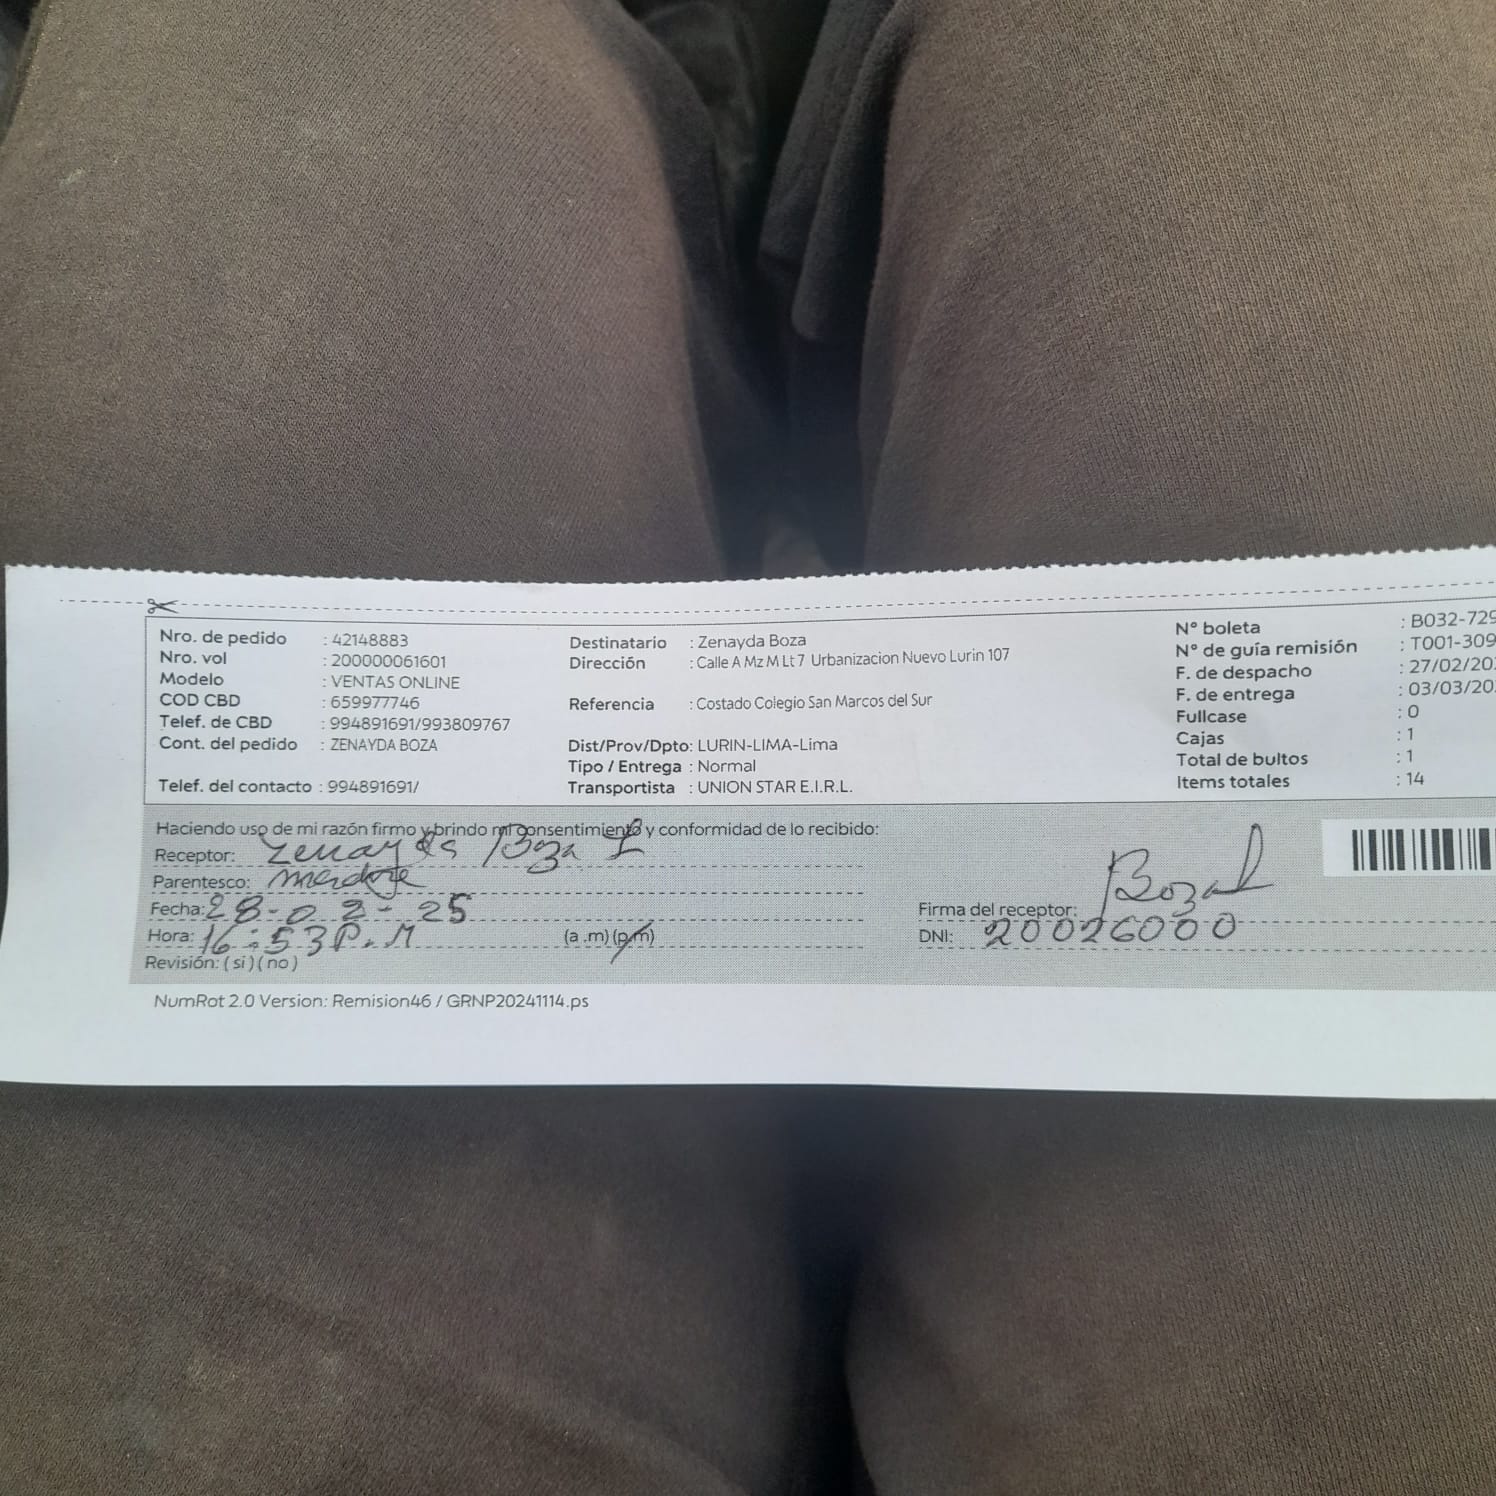 Nro. de pedido : 42148883
Nro. vol : 200000061601
Modelo : VENTAS ONLINE
COD CBD : 659977746
Telef. de CBD : 994891691/993809767
Cont. del pedido : ZENAYDA BOZA
Telef. del contacto : 994891691/
Destinatario : Zenayda Boza
Dirección : Calle A Mz M Lt 7 Urbanizacion Nuevo Lurin 107
Referencia : Costado Colegio San Marcos del Sur
Dist/Prov/Dpto: LURIN-LIMA-Lima
Tipo / Entrega : Normal
Transportista : UNION STAR E.I.R.L.
N° boleta : B032-729
N° de guía remisión : T001-309
F. de despacho : 27/02/202
F. de entrega : 03/03/20
Fullcase : 0
Cajas : 1
Total de bultos : 1
Items totales : 14
Haciendo uso de mi razón firmo y brindo mi consentimiento y conformidad de lo recibido:
Receptor: Zenayda Boza L
Parentesco:
Fecha: 28-02-25
Hora: 16:53 P.M (a.m)(p.m)
Revisión: (si)(no)
Firma del receptor: Boza L
DNI: 20026000
NumRot 2.0 Version: Remision46 / GRNP20241114.ps